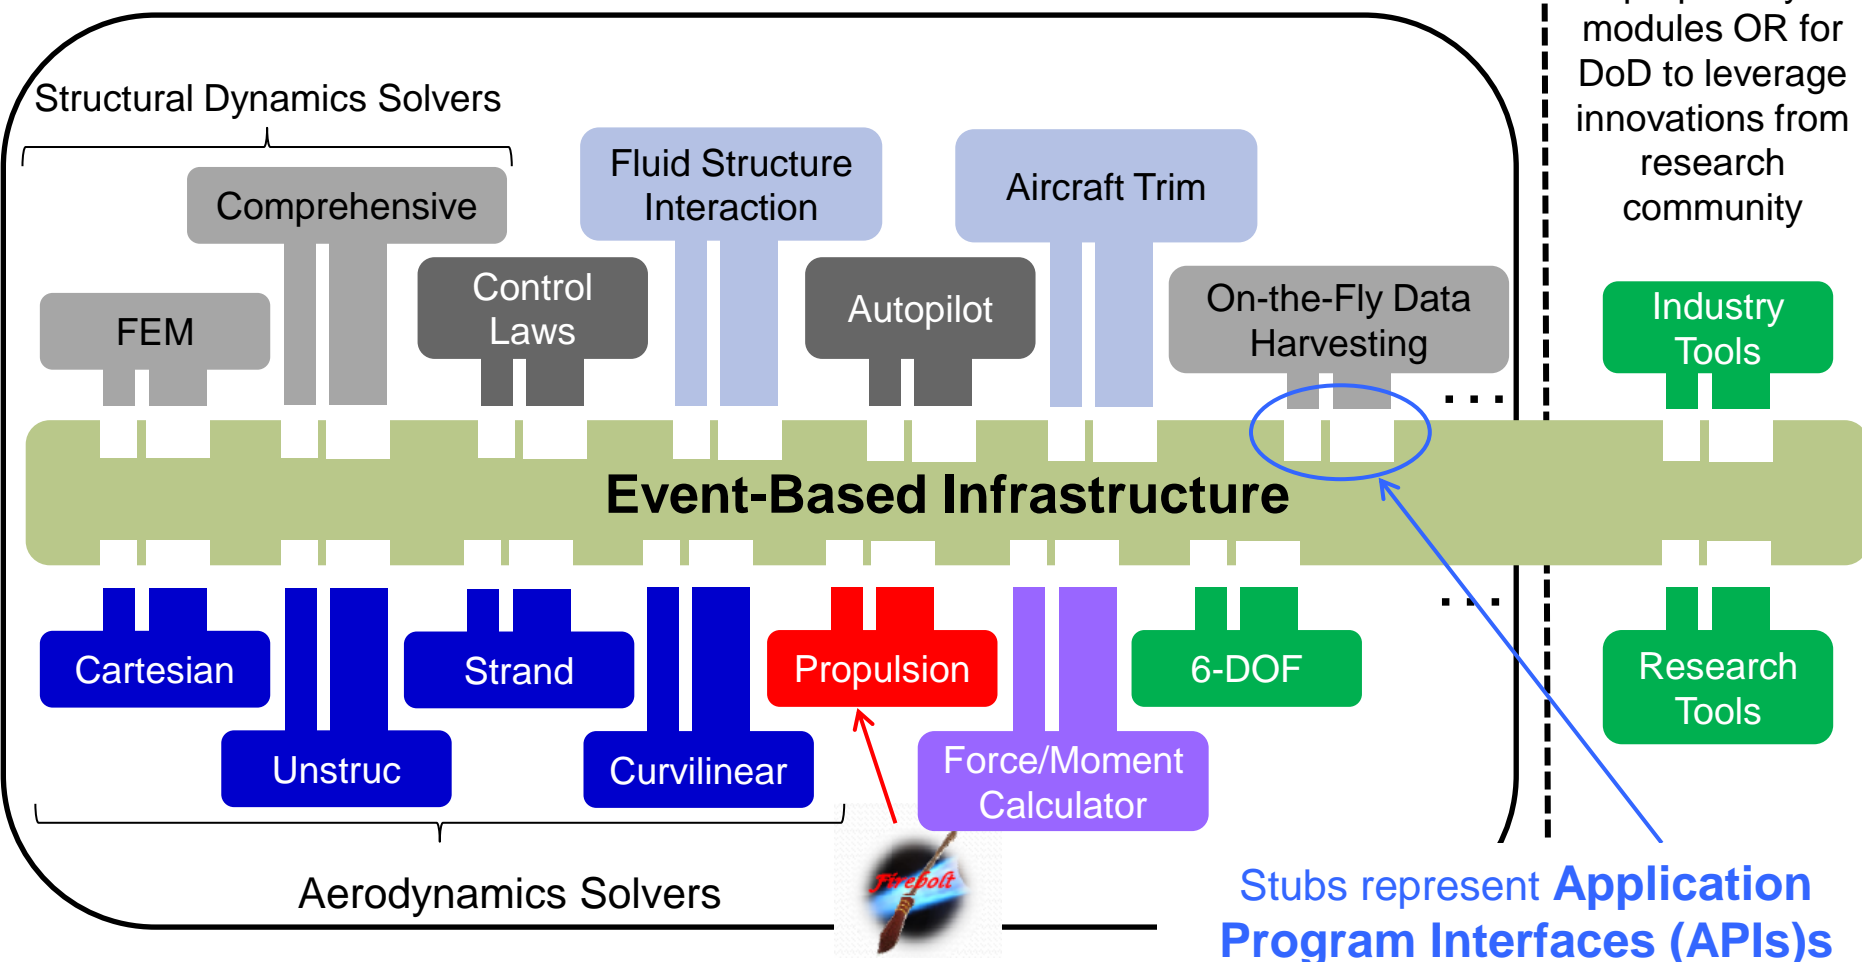 Structural Dynamics Solvers
Comprehensive
Fluid Structure
Interaction
Aircraft Trim
FEM
Control
Laws
Autopilot
On-the-Fly Data
Harvesting
...
modules OR for
DoD to leverage
innovations from
research
community
Industry
Tools
Event-Based Infrastructure
Cartesian
Strand
Propulsion
6-DOF
...
Research
Tools
Unstruc
Curvilinear
Force/Moment
Calculator
Aerodynamics Solvers
Firebolt
Stubs represent Application
Program Interfaces (APIs)s